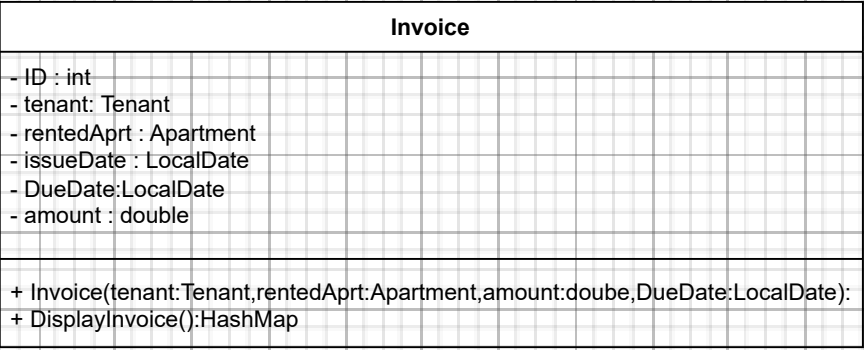 Invoice
- ID : int
- tenant: Tenant
- rentedAprt : Apartment
- issueDate : LocalDate
- DueDate:LocalDate
- amount : double
+ Invoice(tenant:Tenant,rentedAprt:Apartment,amount:doube,DueDate:LocalDate):
+ DisplayInvoice():HashMap